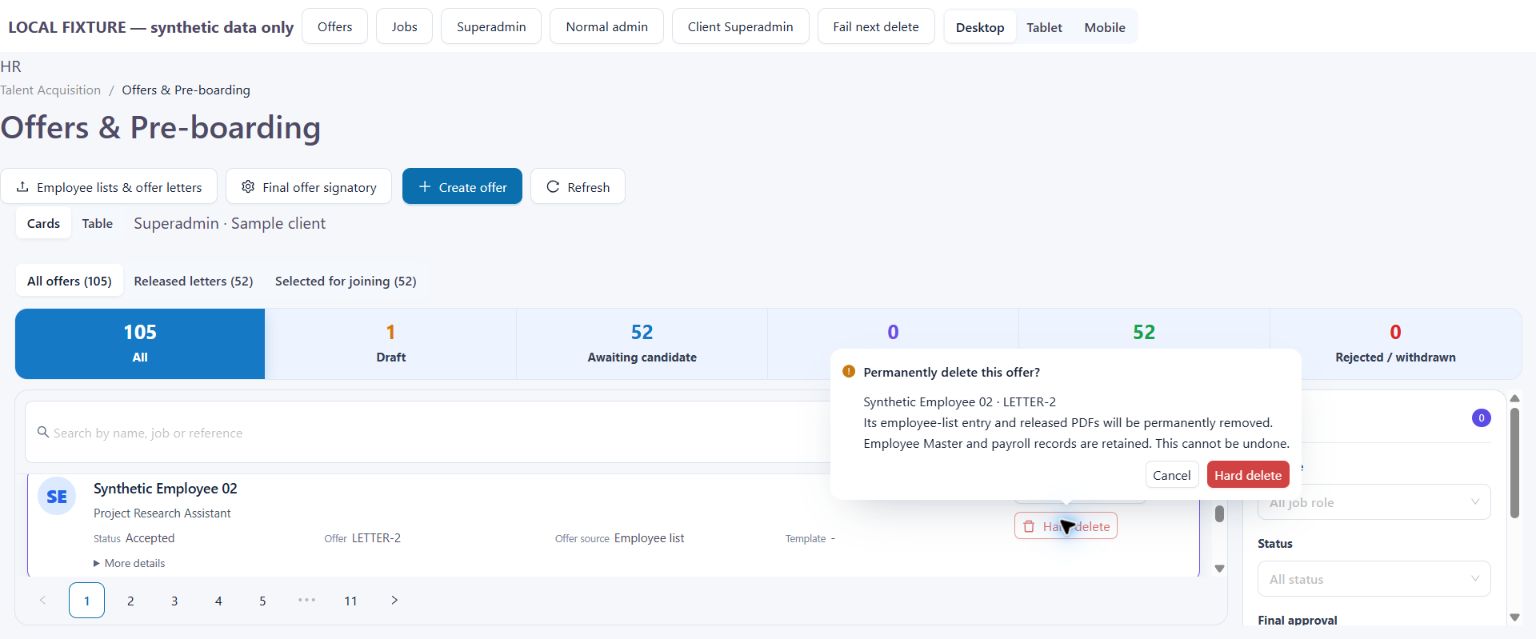 LOCAL FIXTURE — synthetic data only
Offers
Jobs
Superadmin
Normal admin
Client Superadmin
Fail next delete
Desktop
Tablet
Mobile
HR
Talent Acquisition / Offers & Pre-boarding
Offers & Pre-boarding
Employee lists & offer letters
Final offer signatory
Create offer
Refresh
Cards
Table
Superadmin · Sample client
All offers (105)
Released letters (52)
Selected for joining (52)
105
All
1
Draft
52
Awaiting candidate
0
52
0
Rejected / withdrawn
Permanently delete this offer?
Synthetic Employee 02 · LETTER-2
Its employee-list entry and released PDFs will be permanently removed.
Employee Master and payroll records are retained. This cannot be undone.
Cancel
Hard delete
Search by name, job or reference
0
SE
Synthetic Employee 02
Project Research Assistant
Status Accepted
Offer LETTER-2
Offer source Employee list
Template -
More details
delete
All job role
Status
All status
Final approval
1
2
3
4
5
•••
11